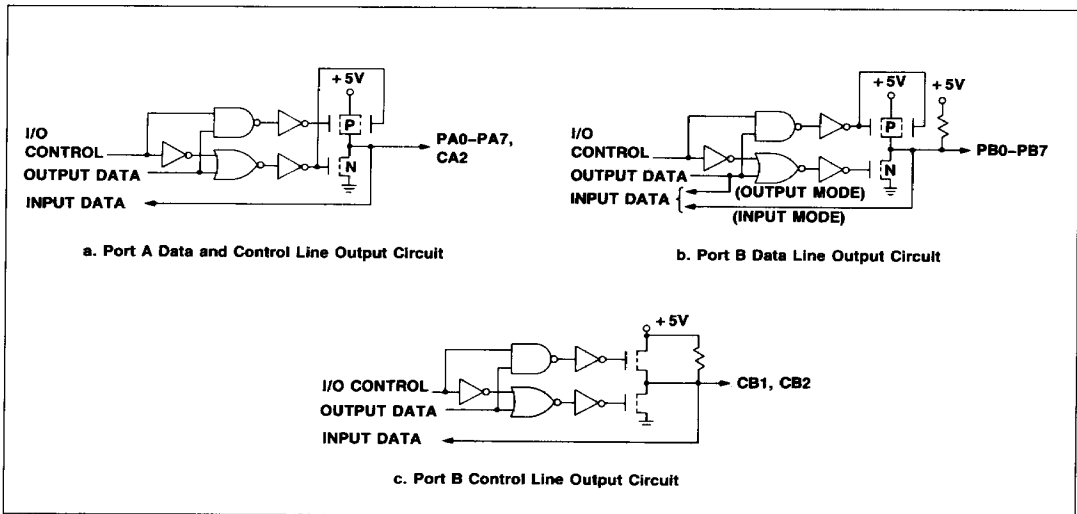 +5V
P
I/O
CONTROL
OUTPUT DATA
INPUT DATA
N
PA0-PA7,
CA2
a. Port A Data and Control Line Output Circuit
+5V
+5V
P
I/O
CONTROL
OUTPUT DATA
INPUT DATA
N
(OUTPUT MODE)
(INPUT MODE)
PB0-PB7
b. Port B Data Line Output Circuit
+5V
I/O CONTROL
OUTPUT DATA
INPUT DATA
CB1, CB2
c. Port B Control Line Output Circuit